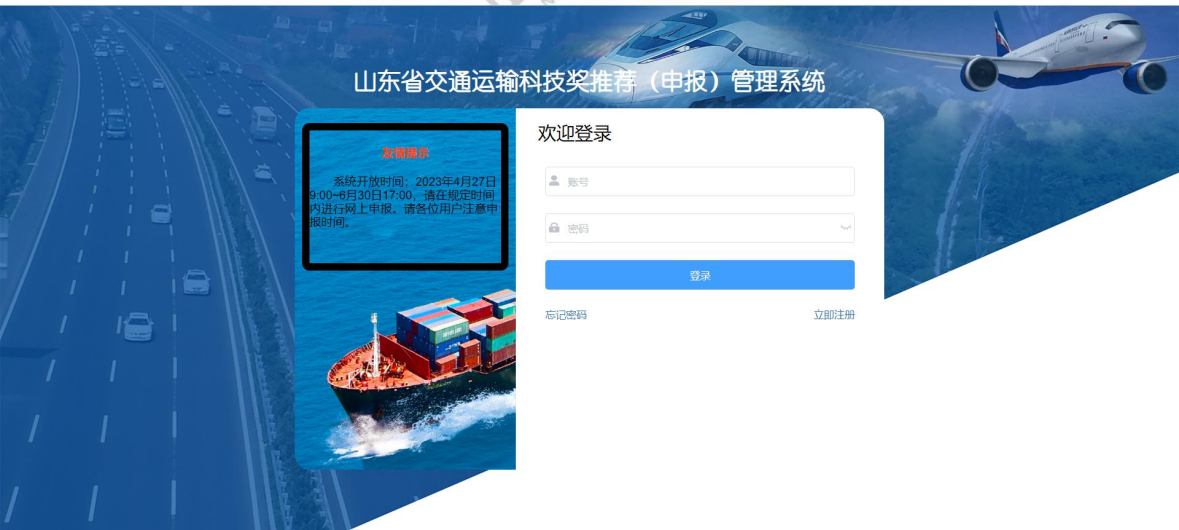 山东省交通运输科技奖推荐（申报）管理系统
友情提示
系统开放时间：2023年4月27日
9:00~6月30日17:00，请在规定时间
内进行网上申报。请各位用户注意申
报时间。
欢迎登录
账号
密码
登录
忘记密码
立即注册